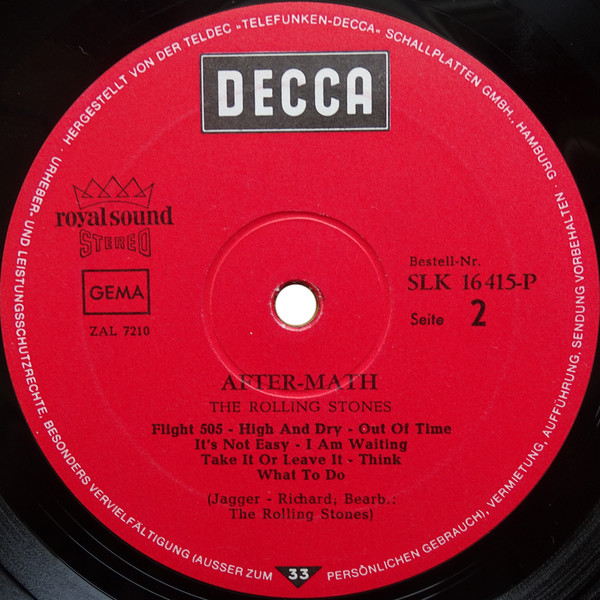 HERGESTELLT VON DER TELDEC »TELEFUNKEN-DECCA« SCHALLPLATTEN GMBH., HAMBURG · URHEBER- UND LEISTUNGSSCHUTZRECHTE, BESONDERS VERVIELFÄLTIGUNG (AUSSER ZUM PERSÖNLICHEN GEBRAUCH), VERMIETUNG, AUFFÜHRUNG, SENDUNG VORBEHALTEN ·
DECCA
royal sound
STEREO
GEMA
ZAL 7210
Bestell-Nr.
SLK 16415-P
Seite 2
AFTER-MATH
THE ROLLING STONES
Flight 505 - High And Dry - Out Of Time
It's Not Easy - I Am Waiting
Take It Or Leave It - Think
What To Do
(Jagger - Richard; Bearb.:
The Rolling Stones)
33